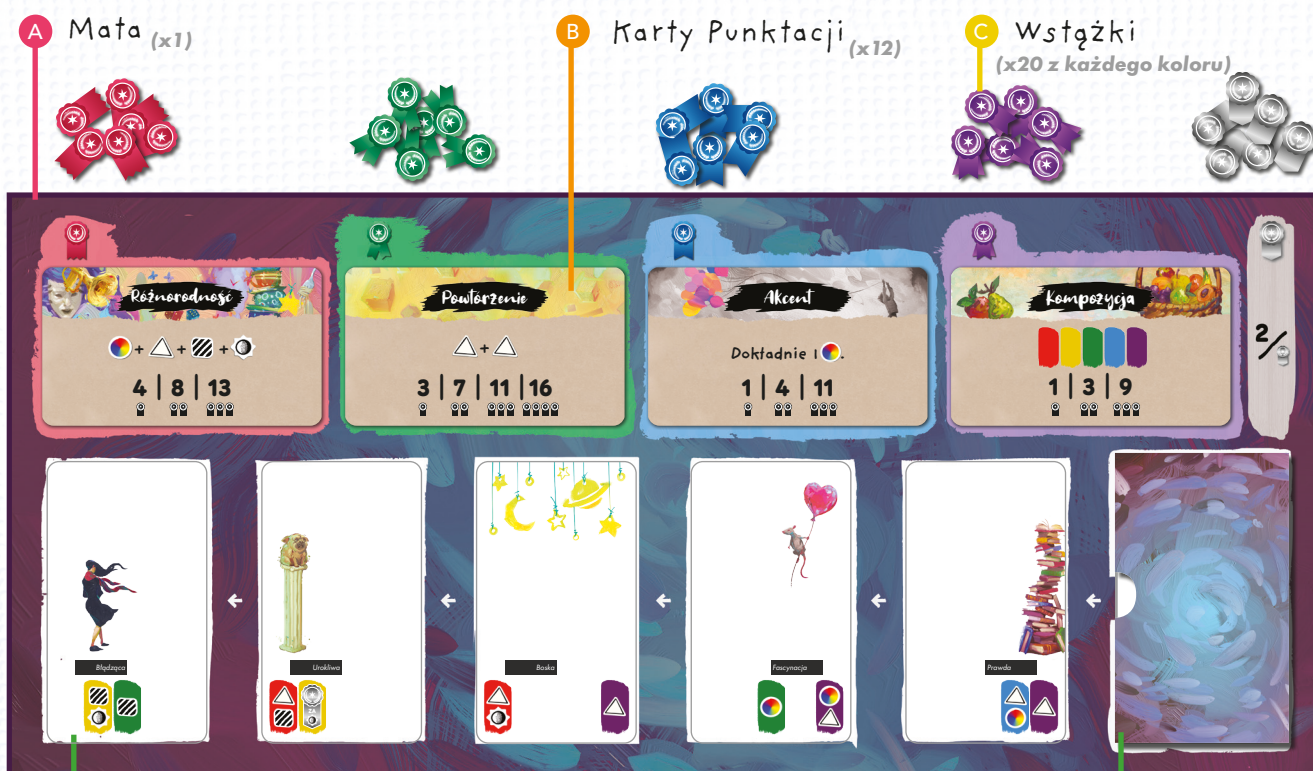 A Mata (x1)
B Karty Punktacji (x12)
C Wstążki
(x20 z każdego koloru)
Różnorodność
+ + +
4 | 8 | 13
Powtórzenie
+
3 | 7 | 11 | 16
Akcent
Dokładnie 1 .
1 | 4 | 11
Kompozycja
1 | 3 | 9
2/
Błądząca
Urokliwa
ZA
Boska
Fascynacja
Prawda